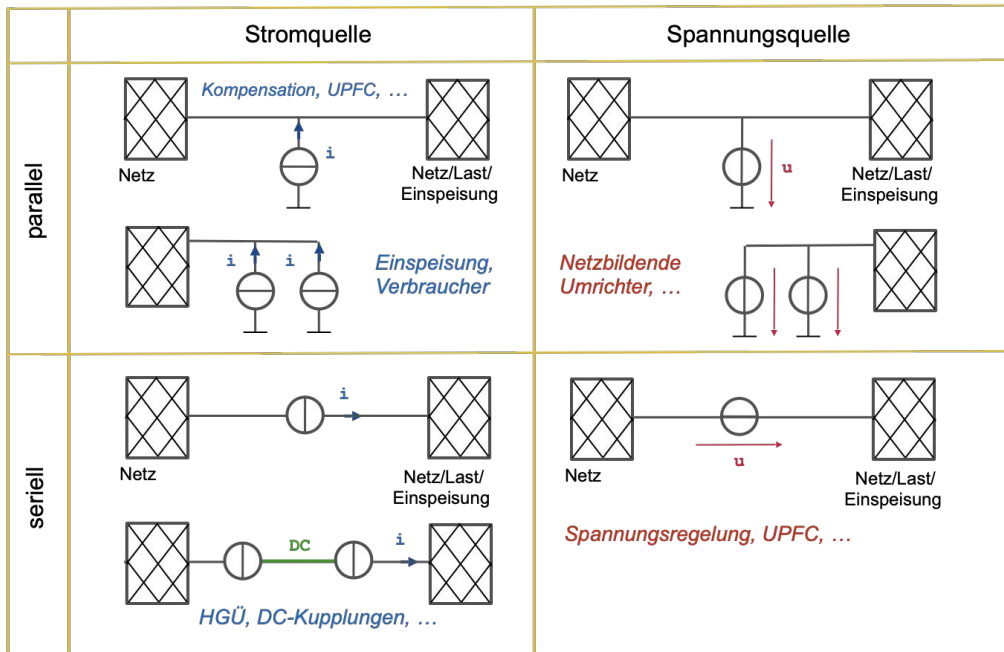 Stromquelle
Spannungsquelle
parallel
Kompensation, UPFC, …
i
Netz
Netz/Last/
Einspeisung
i
i
Einspeisung,
Verbraucher
u
Netz
Netz/Last/
Einspeisung
Netzbildende
Umrichter, …
seriell
i
Netz
Netz/Last/
Einspeisung
DC
i
HGÜ, DC-Kupplungen, …
u
Netz
Netz/Last/
Einspeisung
Spannungsregelung, UPFC, …